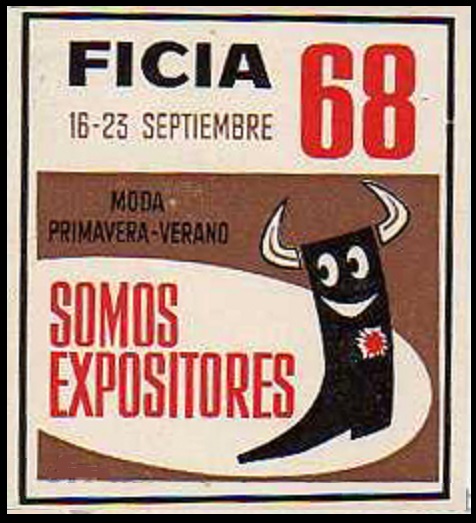 FICIA 68
16-23 SEPTIEMBRE
MODA
PRIMAVERA-VERANO
SOMOS
EXPOSITORES